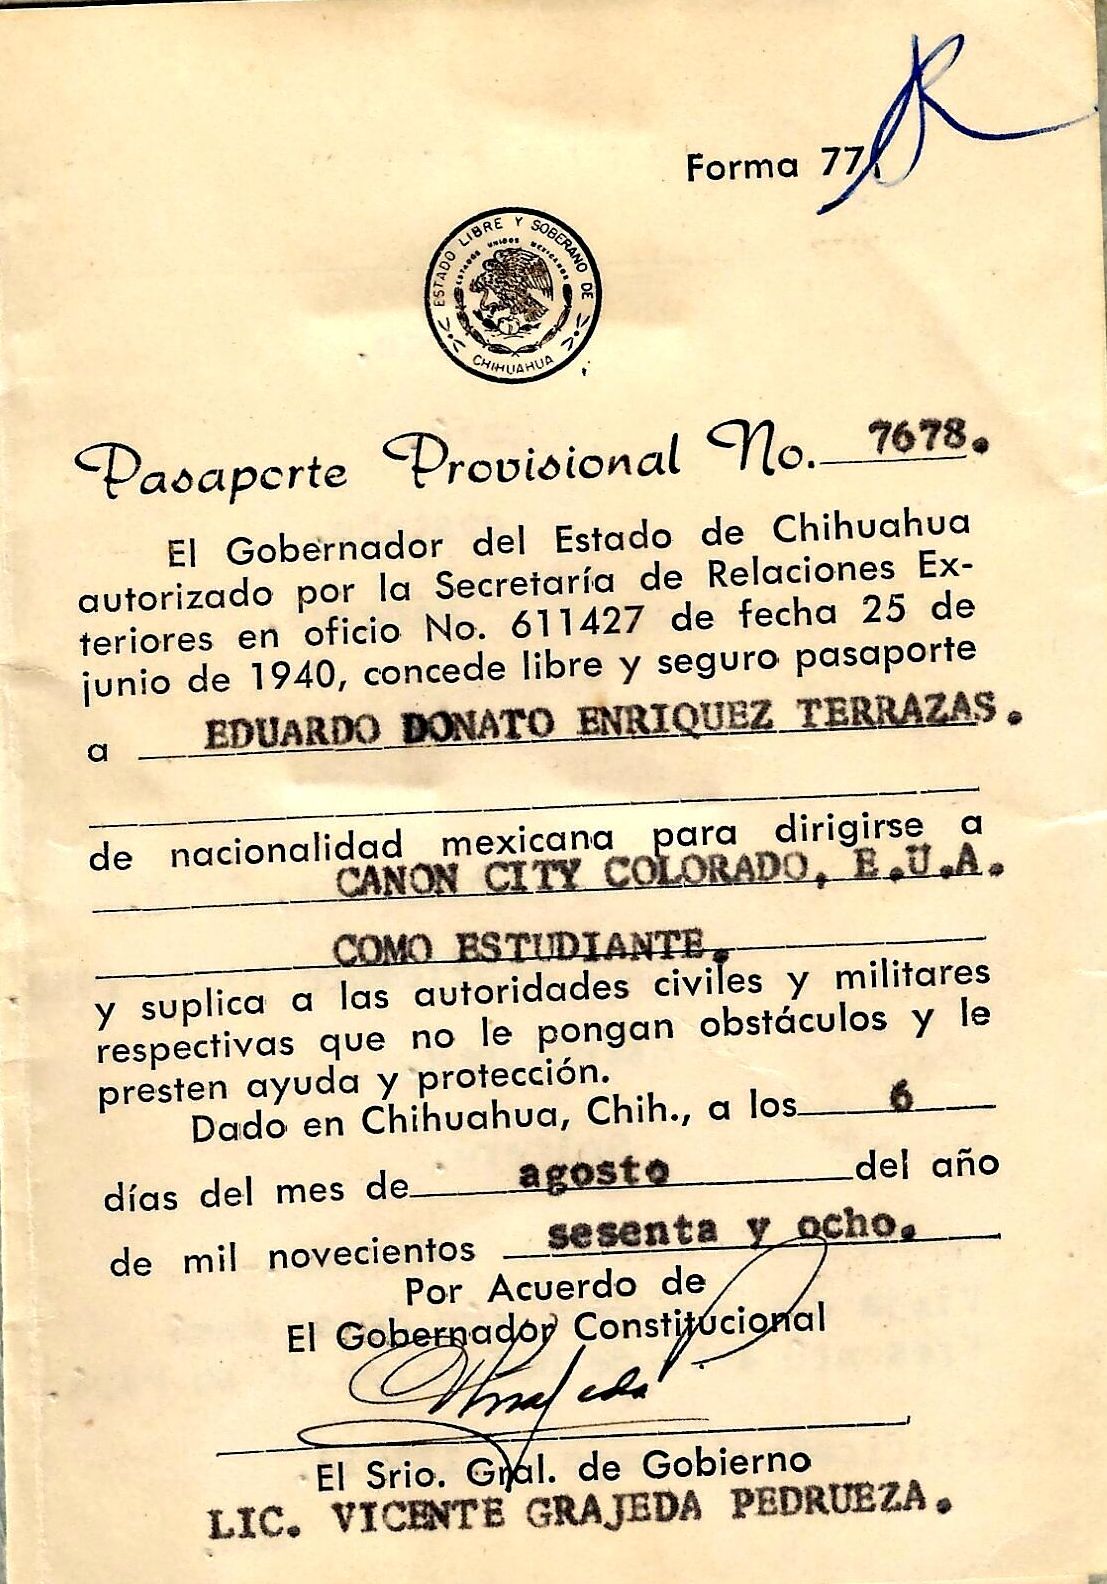 Forma 77
ESTADO LIBRE Y SOBERANO DE CHIHUAHUA
ESTADOS UNIDOS MEXICANOS
Pasaporte Provisional No. 7678.
El Gobernador del Estado de Chihuahua
autorizado por la Secretaría de Relaciones Ex-
teriores en oficio No. 611427 de fecha 25 de
junio de 1940, concede libre y seguro pasaporte
a EDUARDO DONATO ENRIQUEZ TERRAZAS.
de nacionalidad mexicana para dirigirse a
CANON CITY COLORADO, E.U.A.
COMO ESTUDIANTE.
y suplica a las autoridades civiles y militares
respectivas que no le pongan obstáculos y le
presten ayuda y protección.
Dado en Chihuahua, Chih., a los 6
días del mes de agosto del año
de mil novecientos sesenta y ocho.
Por Acuerdo de
El Gobernador Constitucional
El Srio. Gral. de Gobierno
LIC. VICENTE GRAJEDA PEDRUEZA.